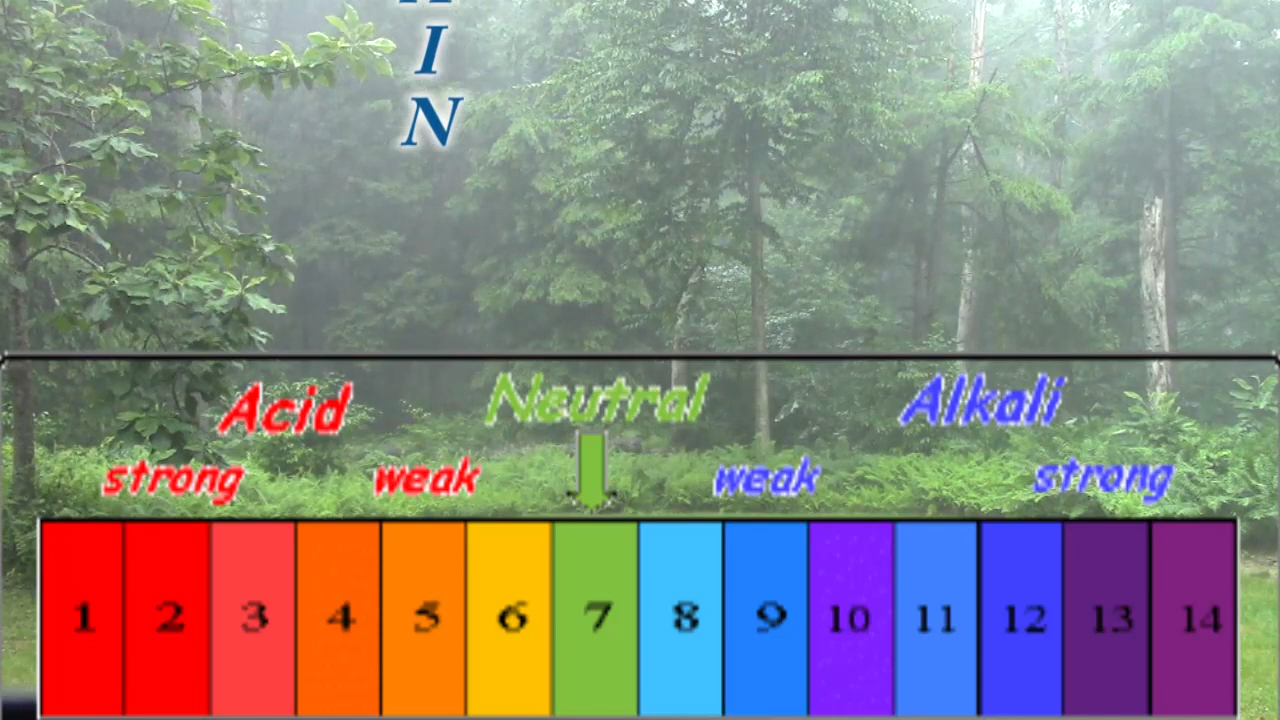 I
N
Acid
Neutral
Alkali
strong
weak
weak
strong
1 2 3 4 5 6 7 8 9 10 11 12 13 14